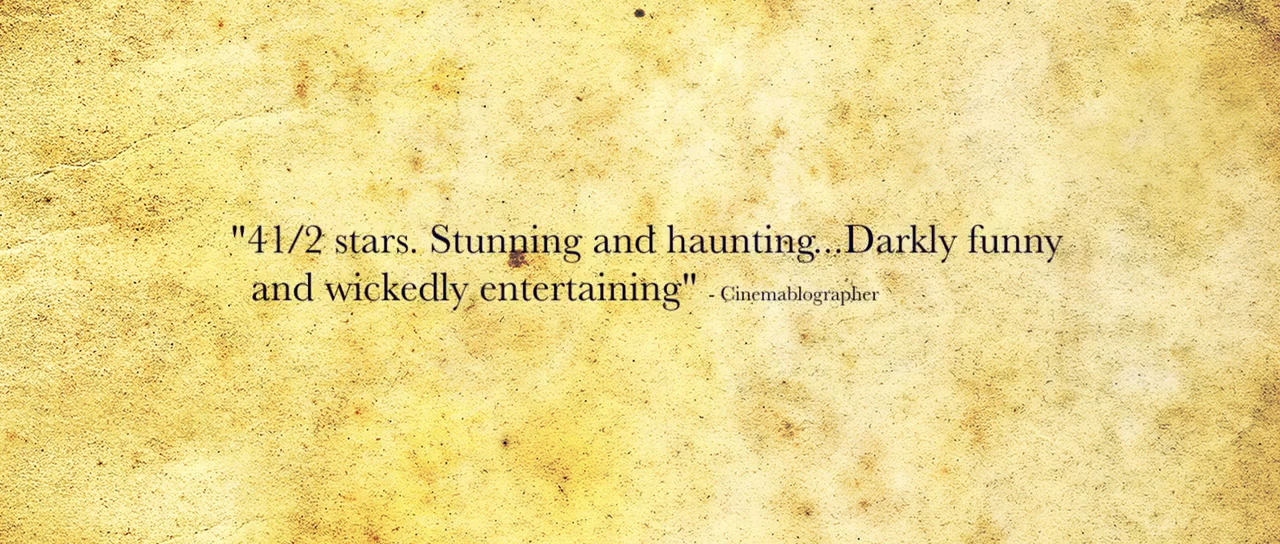 "41/2 stars. Stunning and haunting...Darkly funny
and wickedly entertaining" - Cinemablographer